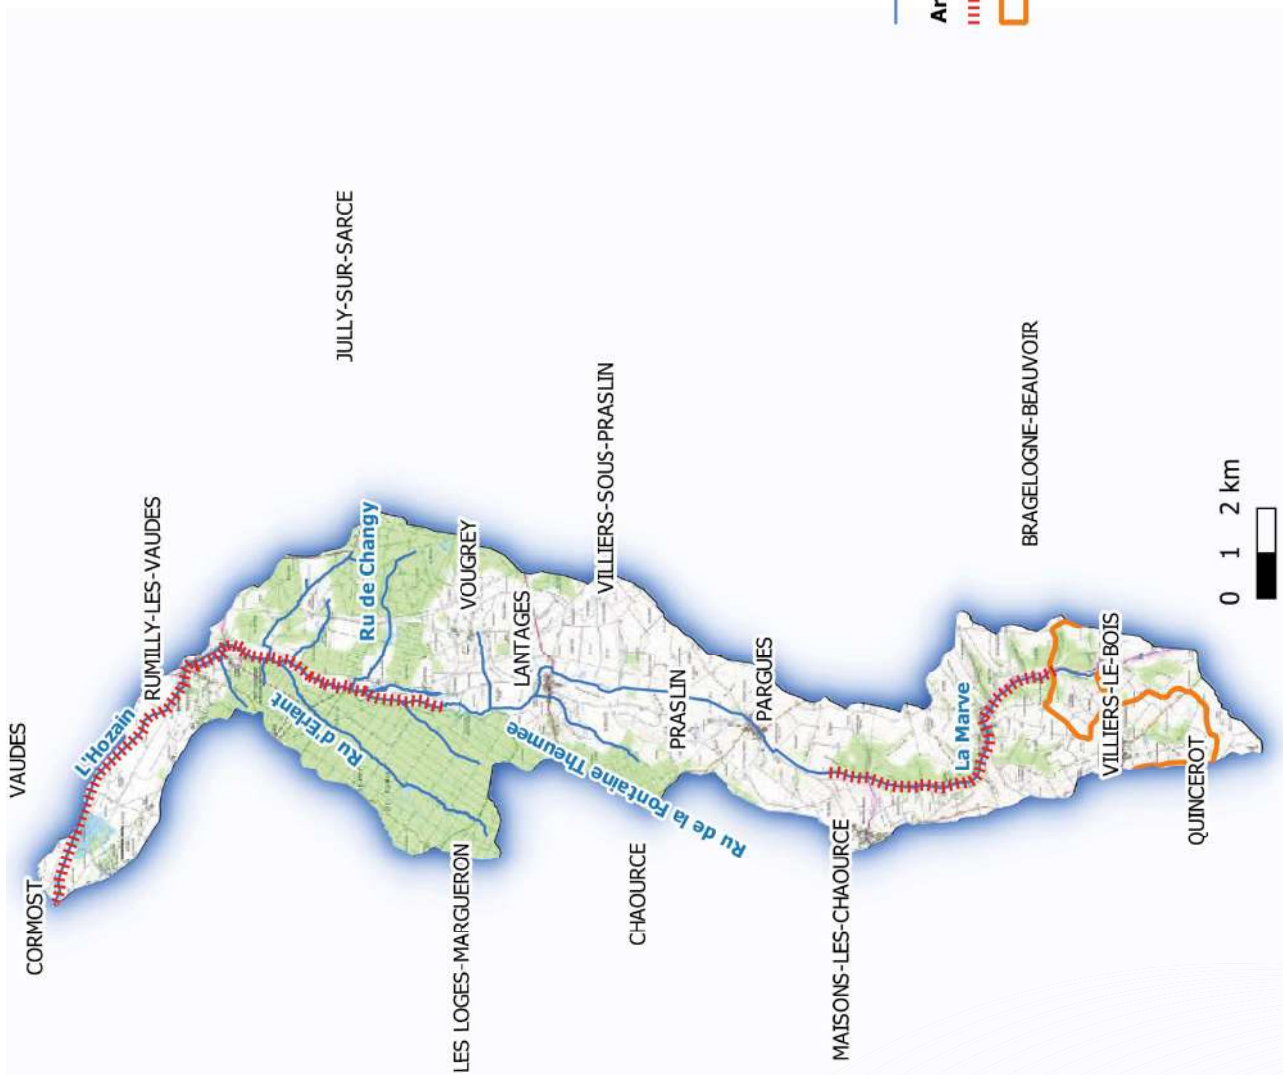 VAUDES
CORMOST
L'Hozain
RUMILLY-LES-VAUDES
JULLY-SUR-SARCE
Ru d'Erlant
Ru de Changy
VOUGREY
LES LOGES-MARGUERON
LANTAGES
VILLIERS-SOUS-PRASLIN
Ru de la Fontaine Theumee
CHAOURCE
PRASLIN
PARGUES
MAISONS-LES-CHAOURCE
La Marve
BRAGELOGNE-BEAUVOIR
VILLIERS-LE-BOIS
QUINCEROT
0 1 2 km